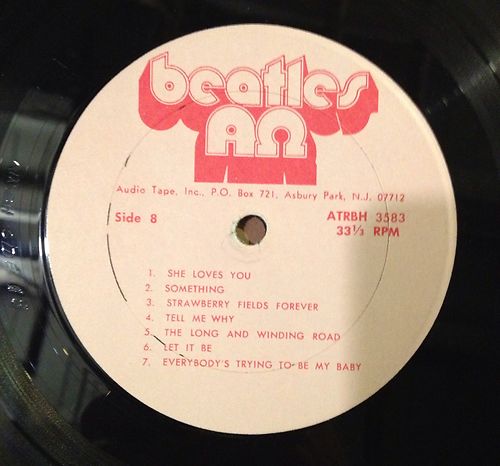 beatles
AΩ
Audio Tape, Inc., P.O. Box 721, Asbury Park, N.J. 07712
Side 8
ATRBH 3583
33⅓ RPM
1. SHE LOVES YOU
2. SOMETHING
3. STRAWBERRY FIELDS FOREVER
4. TELL ME WHY
5. THE LONG AND WINDING ROAD
6. LET IT BE
7. EVERYBODY'S TRYING TO BE MY BABY